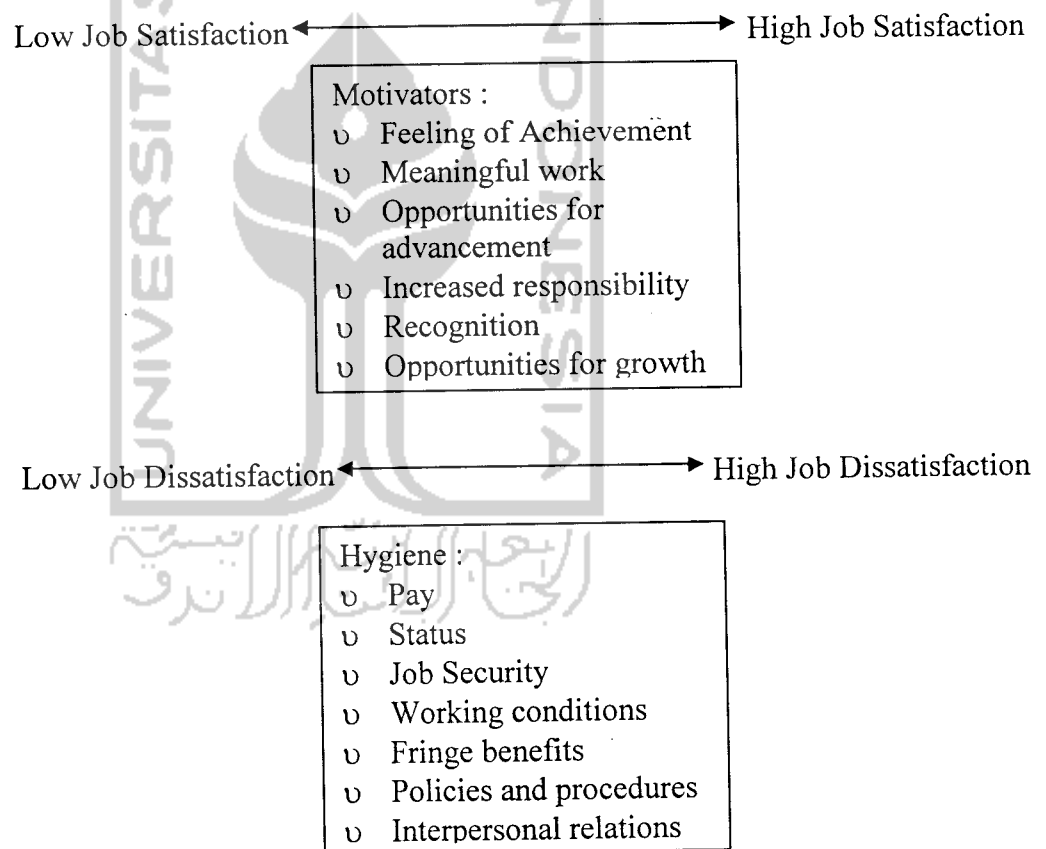 Low Job Satisfaction High Job Satisfaction
Motivators :
υ Feeling of Achievement
υ Meaningful work
υ Opportunities for
advancement
υ Increased responsibility
υ Recognition
υ Opportunities for growth
Low Job Dissatisfaction High Job Dissatisfaction
Hygiene :
υ Pay
υ Status
υ Job Security
υ Working conditions
υ Fringe benefits
υ Policies and procedures
υ Interpersonal relations